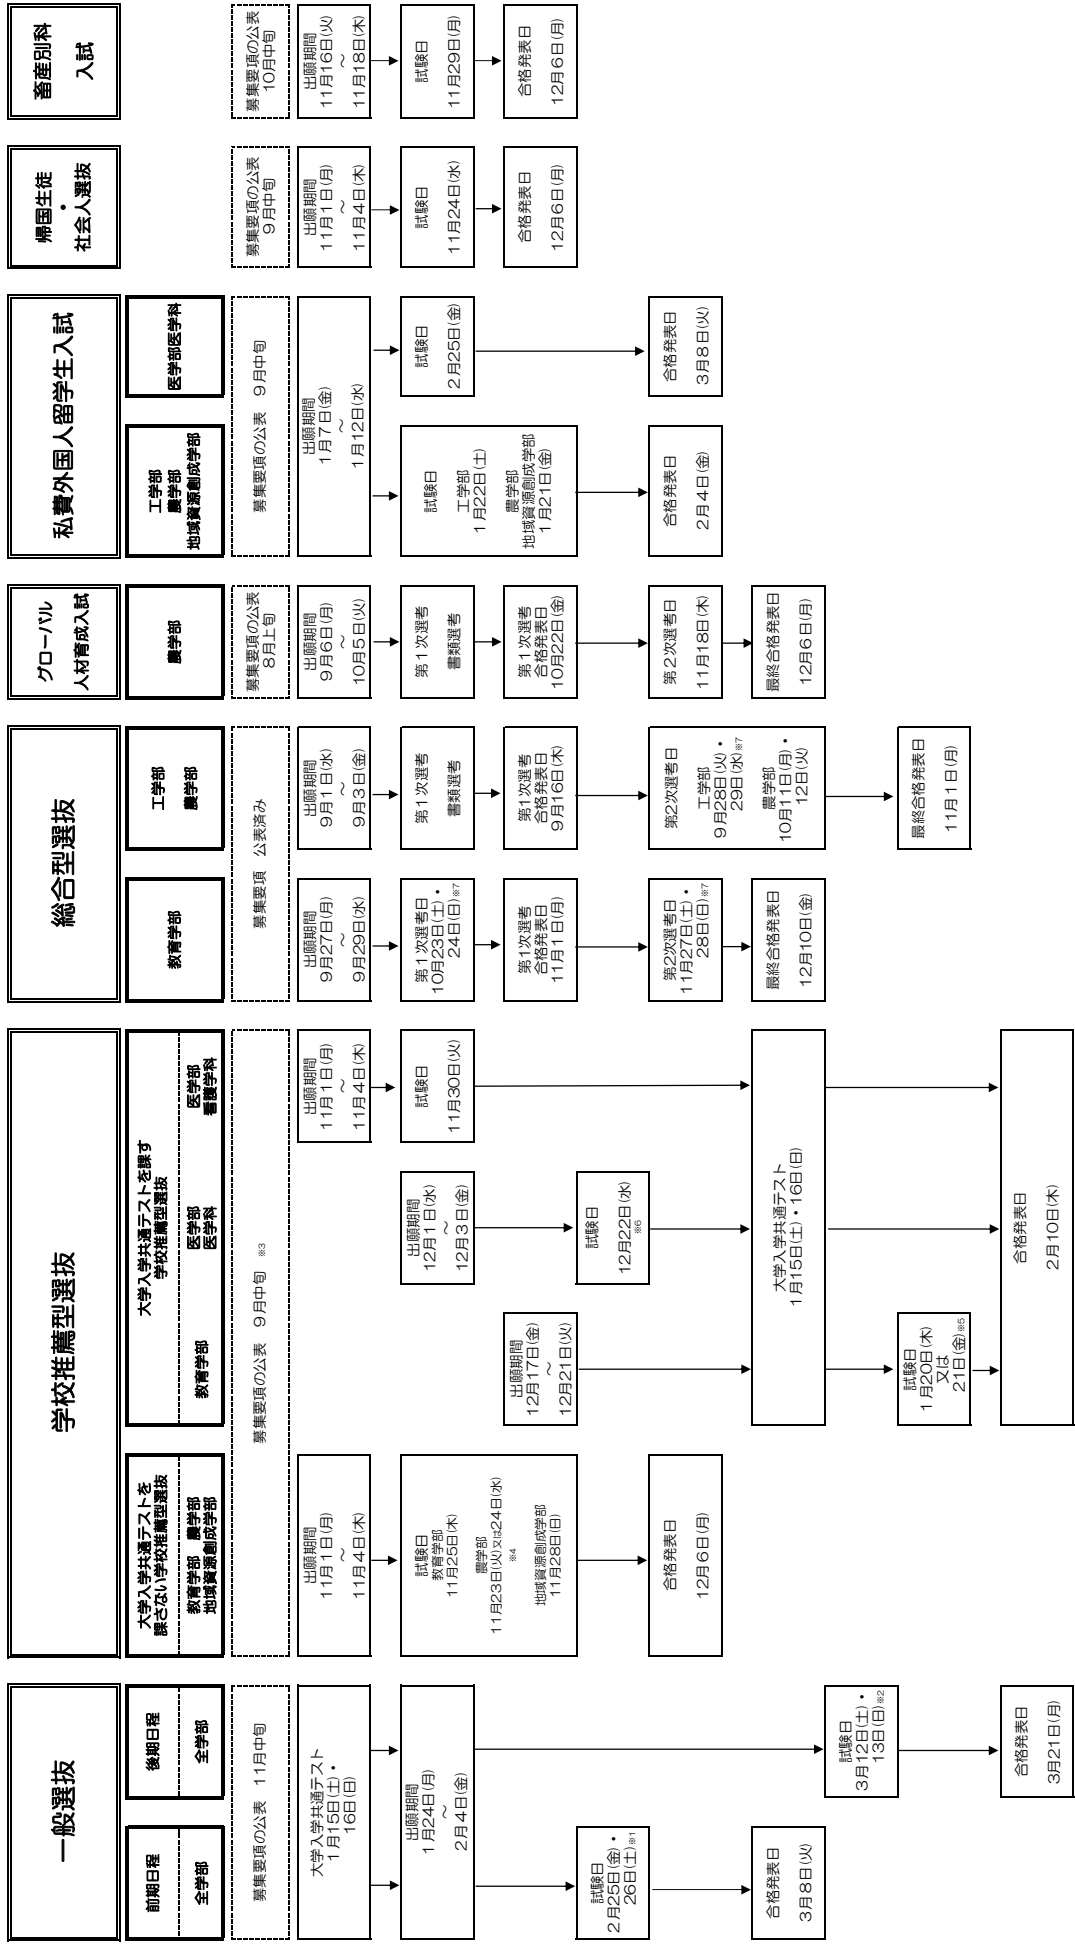 一般選抜
前期日程
全学部
後期日程
全学部
募集要項の公表　11月中旬
大学入学共通テスト
1月15日(土)・
16日(日)
出願期間
1月24日(月)
～
2月4日(金)
試験日
2月25日(金)・
26日(土)※1
合格発表日
3月8日(火)
試験日
3月12日(土)・
13日(日)※2
合格発表日
3月21日(月)
学校推薦型選抜
大学入学共通テストを
課さない学校推薦型選抜
教育学部　農学部
地域資源創成学部
大学入学共通テストを課す
学校推薦型選抜
教育学部
医学部
医学科
医学部
看護学科
募集要項の公表　9月中旬　※3
出願期間
11月1日(月)
～
11月4日(木)
試験日
教育学部
11月25日(木)
農学部
11月23日(火)又は24日(水)
※4
地域資源創成学部
11月28日(日)
合格発表日
12月6日(月)
出願期間
12月17日(金)
～
12月21日(火)
出願期間
12月1日(水)
～
12月3日(金)
試験日
12月22日(水)
※6
出願期間
11月1日(月)
～
11月4日(木)
試験日
11月30日(火)
大学入学共通テスト
1月15日(土)・16日(日)
試験日
1月20日(木)
又は
21日(金)※5
合格発表日
2月10日(木)
総合型選抜
教育学部
工学部
農学部
募集要項　公表済み
出願期間
9月27日(月)
～
9月29日(水)
第1次選考日
10月23日(土)・
24日(日)※7
第1次選考
合格発表日
11月1日(月)
第2次選考日
11月27日(土)・
28日(日)※7
最終合格発表日
12月10日(金)
出願期間
9月1日(水)
～
9月3日(金)
第1次選考
書類選考
第1次選考
合格発表日
9月16日(木)
第2次選考日
工学部
9月28日(火)・
29日(水)※7
農学部
10月11日(月)・
12日(火)
最終合格発表日
11月1日(月)
グローバル
人材育成入試
農学部
募集要項の公表
8月上旬
出願期間
9月6日(月)
～
10月5日(火)
第1次選考
書類選考
第1次選考
合格発表日
10月22日(金)
第2次選考日
11月18日(木)
最終合格発表日
12月6日(月)
私費外国人留学生入試
工学部
農学部
地域資源創成学部
医学部医学科
募集要項の公表　9月中旬
出願期間
1月7日(金)
～
1月12日(水)
試験日
工学部
1月22日(土)
農学部
地域資源創成学部
1月21日(金)
合格発表日
2月4日(金)
試験日
2月25日(金)
合格発表日
3月8日(火)
帰国生徒
・
社会人選抜
募集要項の公表
9月中旬
出願期間
11月1日(月)
～
11月4日(木)
試験日
11月24日(水)
合格発表日
12月6日(月)
畜産別科
入試
募集要項の公表
10月中旬
出願期間
11月16日(火)
～
11月18日(木)
試験日
11月29日(月)
合格発表日
12月6日(月)